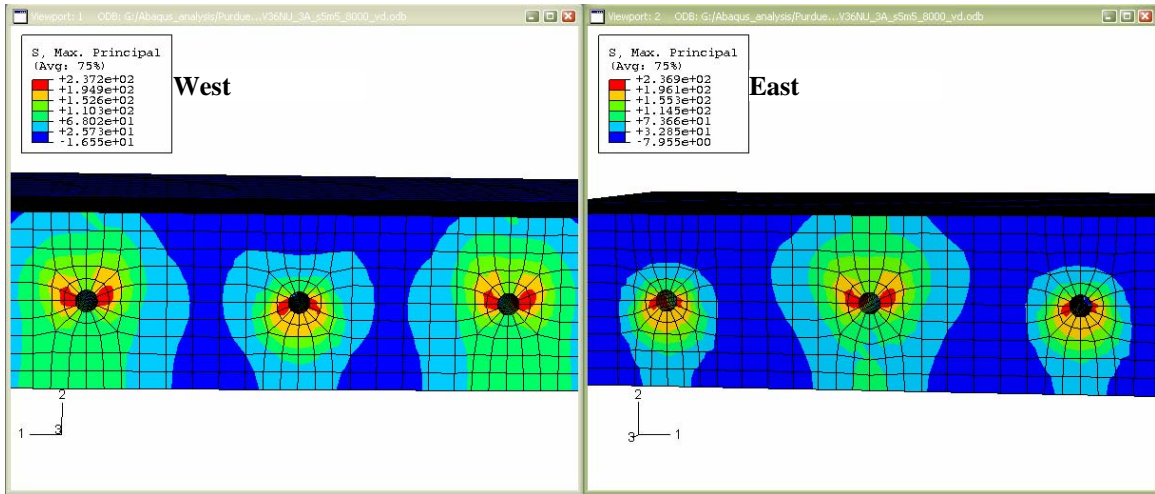 Viewport: 1 ODB: G:/Abaqus_analysis/Purdue...V36NU_3A_s5m5_8000_vd.odb
S, Max. Principal
(Avg: 75%)
+2.372e+02
+1.949e+02
+1.526e+02
+1.103e+02
+6.802e+01
+2.573e+01
-1.655e+01
West
2
3
1
Viewport: 2 ODB: G:/Abaqus_analysis/Purdue...V36NU_3A_s5m5_8000_vd.odb
S, Max. Principal
(Avg: 75%)
+2.369e+02
+1.961e+02
+1.553e+02
+1.145e+02
+7.366e+01
+3.285e+01
-7.955e+00
East
2
3
1